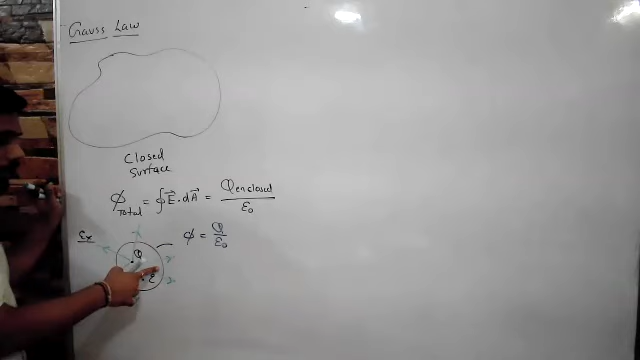 Gauss Law
Closed
Surface
ϕTotal = ∮E⃗.dA⃗ = Qenclosed / ε₀
Ex
ϕ = Q / ε₀
Q